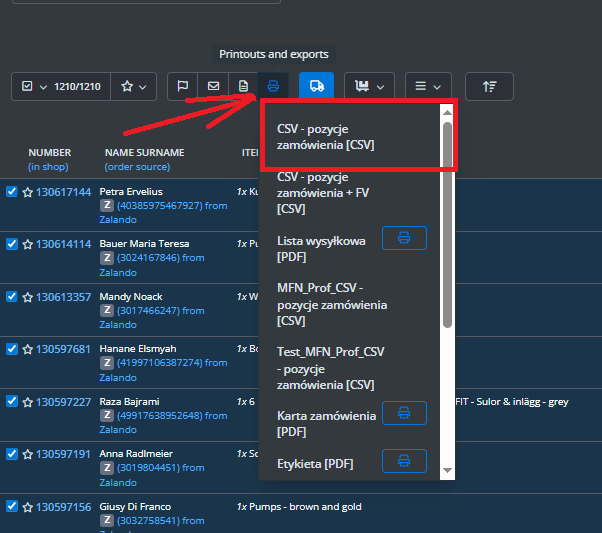 Printouts and exports
1210/1210
CSV - pozycje
zamówienia [CSV]
CSV - pozycje
zamówienia + FV
[CSV]
Lista wysyłkowa
[PDF]
MFN_Prof_CSV -
pozycje zamówienia
[CSV]
Test_MFN_Prof_CSV
- pozycje
zamówienia [CSV]
Karta zamówienia
[PDF]
Etykieta [PDF]
NUMBER NAME SURNAME ITE
(in shop) (order source)
130617144 Petra Ervelius 1x Ku
Z (40385975467927) from
Zalando
130614114 Bauer Maria Teresa 1x Pu
Z (3024167846) from
Zalando
130613357 Mandy Noack 1x W
Z (3017466247) from
Zalando
130597681 Hanane Elsmyah 1x Bo
Z (41997106387274) from
Zalando
130597227 Raza Bajrami 1x 6 FIT - Sulor & inlägg - grey
Z (49917638952648) from
Zalando
130597191 Anna Radlmeier 1x So
Z (3019804451) from
Zalando
130597156 Giusy Di Franco 1x Pumps - brown and gold
Z (3032758541) from
Zalando